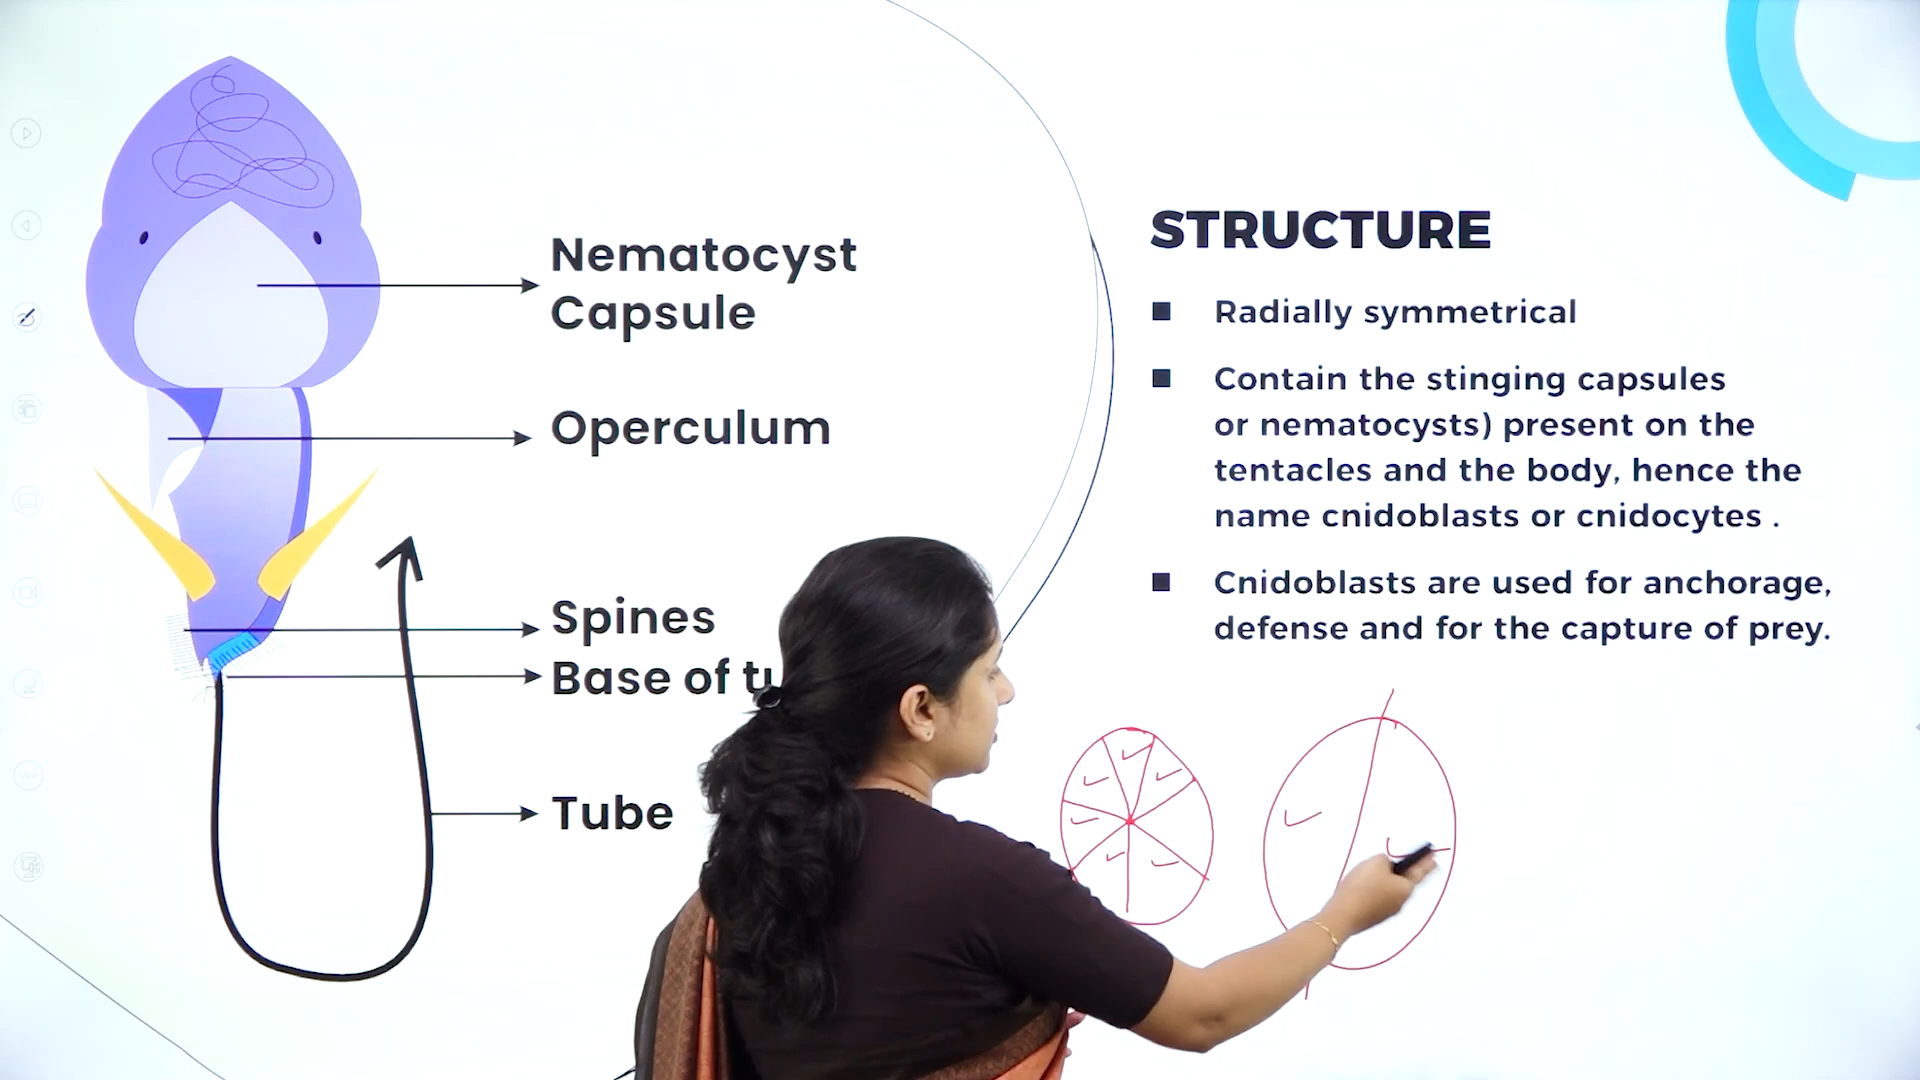 Nematocyst
Capsule
Operculum
Spines
Base of
Tube
STRUCTURE
Radially symmetrical
Contain the stinging capsules
or nematocysts) present on the
tentacles and the body, hence the
name cnidoblasts or cnidocytes .
Cnidoblasts are used for anchorage,
defense and for the capture of prey.